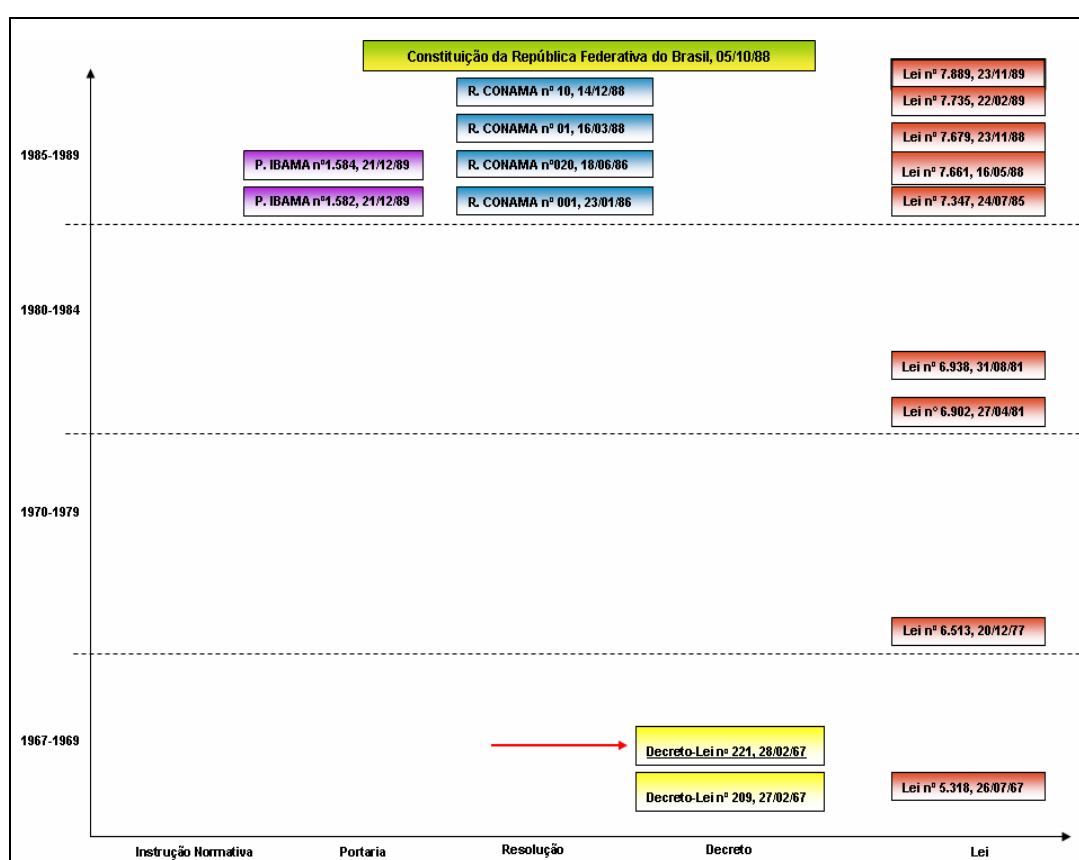 Constituição da República Federativa do Brasil, 05/10/88
Lei nº 7.889, 23/11/89
R. CONAMA nº 10, 14/12/88
Lei nº 7.735, 22/02/89
R. CONAMA nº 01, 16/03/88
Lei nº 7.679, 23/11/88
1985-1989
P. IBAMA nº1.584, 21/12/89
R. CONAMA nº020, 18/06/86
Lei nº 7.661, 16/05/88
P. IBAMA nº1.582, 21/12/89
R. CONAMA nº 001, 23/01/86
Lei nº 7.347, 24/07/85
1980-1984
Lei nº 6.938, 31/08/81
Lei nº 6.902, 27/04/81
1970-1979
Lei nº 6.513, 20/12/77
1967-1969
Decreto-Lei nº 221, 28/02/67
Decreto-Lei nº 209, 27/02/67
Lei nº 5.318, 26/07/67
Instrução Normativa
Portaria
Resolução
Decreto
Lei